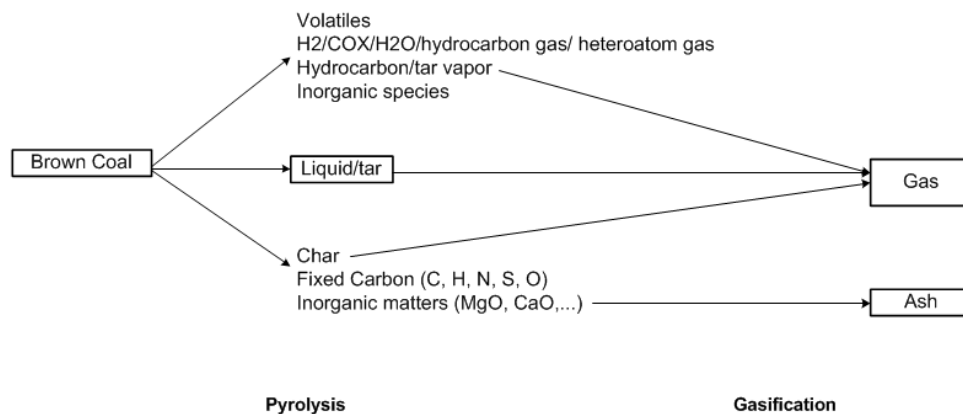 Volatiles
H2/COX/H2O/hydrocarbon gas/ heteroatom gas
Hydrocarbon/tar vapor
Inorganic species
Brown Coal
Liquid/tar
Gas
Char
Fixed Carbon (C, H, N, S, O)
Inorganic matters (MgO, CaO,...)
Ash
Pyrolysis
Gasification